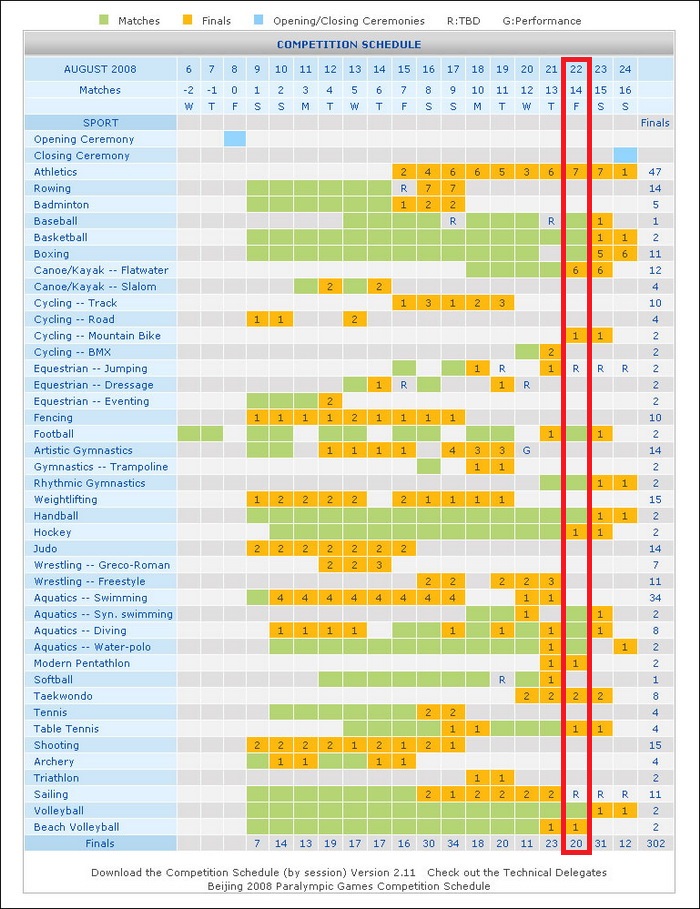 Matches Finals Opening/Closing Ceremonies R:TBD G:Performance
COMPETITION SCHEDULE
AUGUST 2008 6 7 8 9 10 11 12 13 14 15 16 17 18 19 20 21 22 23 24
Matches -2 -1 0 1 2 3 4 5 6 7 8 9 10 11 12 13 14 15 16
W T F S S M T W T F S S M T W T F S S
SPORT Finals
Opening Ceremony
Closing Ceremony
Athletics 2 4 6 6 5 3 6 7 7 1 47
Rowing R 7 7 14
Badminton 1 2 2 5
Baseball R R 1 1
Basketball 1 1 2
Boxing 5 6 11
Canoe/Kayak -- Flatwater 6 6 12
Canoe/Kayak -- Slalom 2 2 4
Cycling -- Track 1 3 1 2 3 10
Cycling -- Road 1 1 2 4
Cycling -- Mountain Bike 1 1 2
Cycling -- BMX 2 2
Equestrian -- Jumping 1 R 1 R R R 2
Equestrian -- Dressage 1 R 1 R 2
Equestrian -- Eventing 2 2
Fencing 1 1 1 1 1 2 1 1 1 10
Football 1 1 2
Artistic Gymnastics 1 1 1 1 4 3 3 G 14
Gymnastics -- Trampoline 1 1 2
Rhythmic Gymnastics 1 1 2
Weightlifting 1 2 2 2 2 2 1 1 1 1 15
Handball 1 1 2
Hockey 1 1 2
Judo 2 2 2 2 2 2 2 14
Wrestling -- Greco-Roman 2 2 3 7
Wrestling -- Freestyle 2 2 2 2 3 11
Aquatics -- Swimming 4 4 4 4 4 4 4 4 1 1 34
Aquatics -- Syn. swimming 1 1 2
Aquatics -- Diving 1 1 1 1 1 1 1 1 8
Aquatics -- Water-polo 1 1 2
Modern Pentathlon 1 1 2
Softball R 1 1
Taekwondo 2 2 2 2 8
Tennis 2 2 4
Table Tennis 1 1 1 1 4
Shooting 2 2 2 2 1 2 1 2 1 15
Archery 1 1 1 1 4
Triathlon 1 1 2
Sailing 2 1 2 2 2 2 R R R 11
Volleyball 1 1 2
Beach Volleyball 1 1 2
Finals 7 14 13 19 16 18 16 30 34 18 20 11 23 20 31 12 302
Download the Competition Schedule (by session) Version 2.11 Check out the Technical Delegates
Beijing 2008 Paralympic Games Competition Schedule